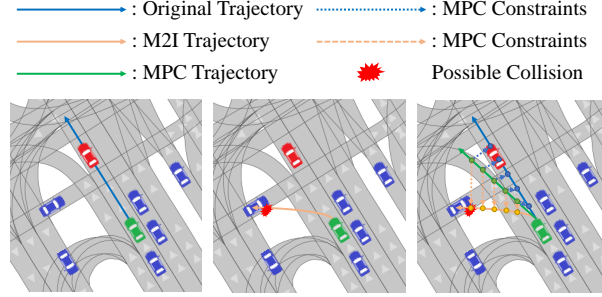 : Original Trajectory : MPC Constraints
: M2I Trajectory : MPC Constraints
: MPC Trajectory Possible Collision